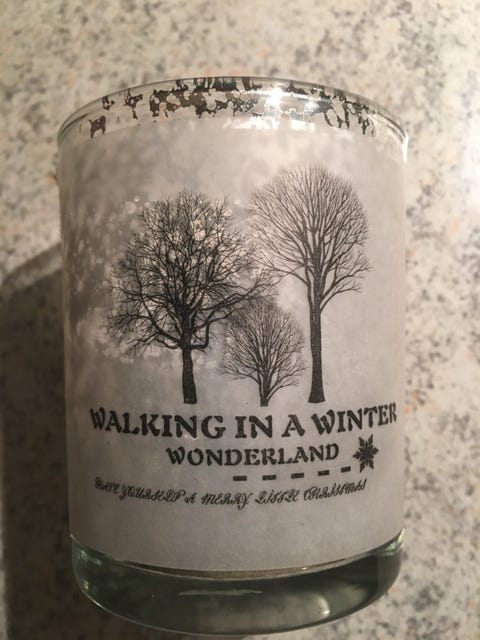 WALKING IN A WINTER
WONDERLAND
HAVE YOURSELF A MERRY LITTLE CHRISTMAS